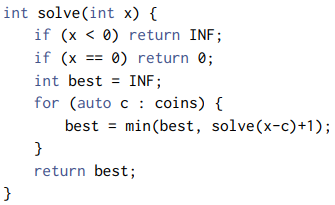 int solve(int x) {
    if (x < 0) return INF;
    if (x == 0) return 0;
    int best = INF;
    for (auto c : coins) {
        best = min(best, solve(x-c)+1);
    }
    return best;
}